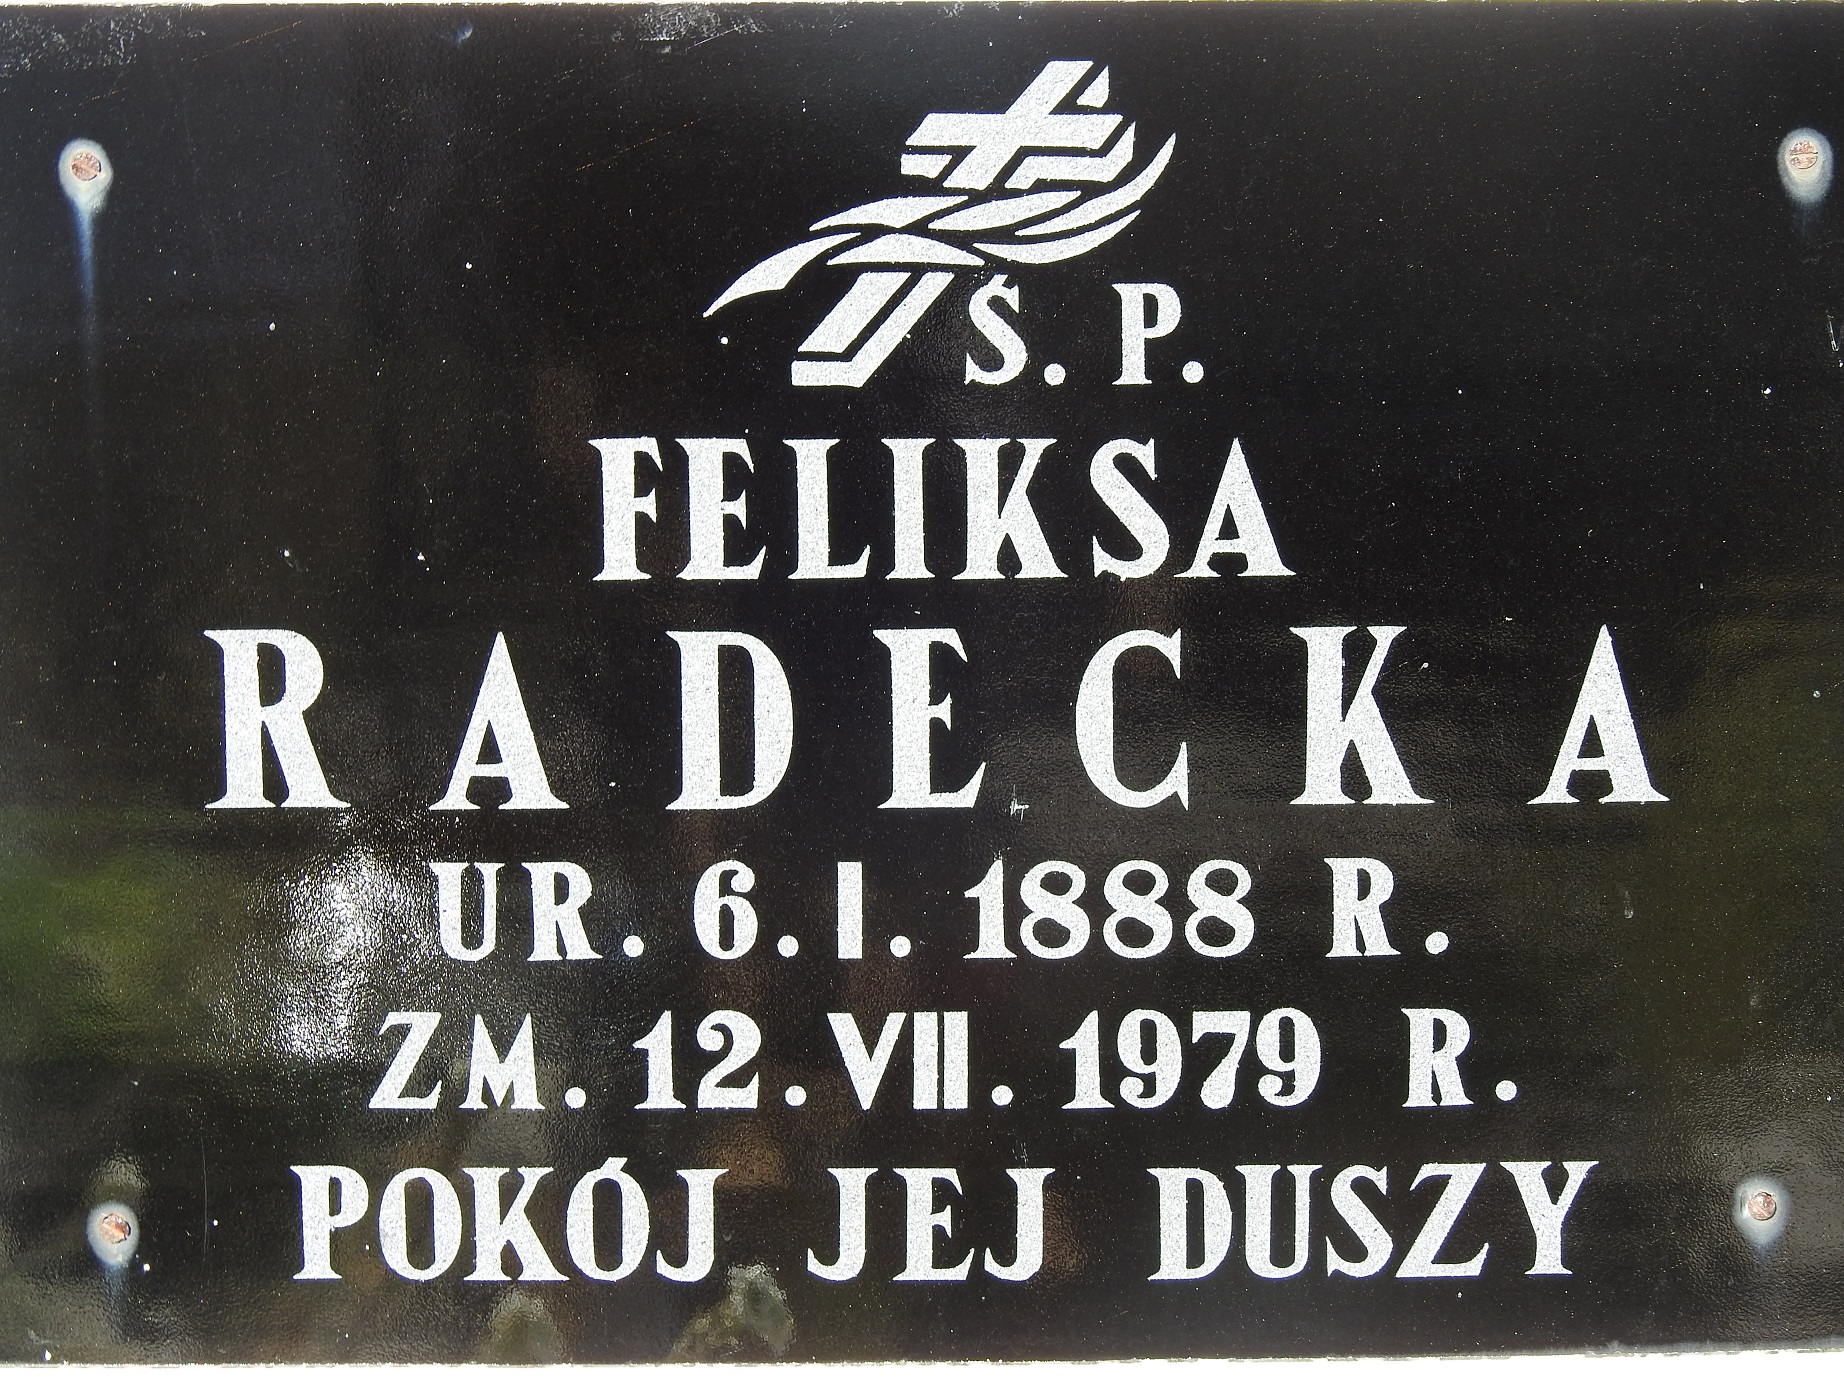 Ś. P.
FELIKSA
RADECKA
UR. 6.I. 1888 R.
ZM. 12.VII. 1979 R.
POKÓJ JEJ DUSZY